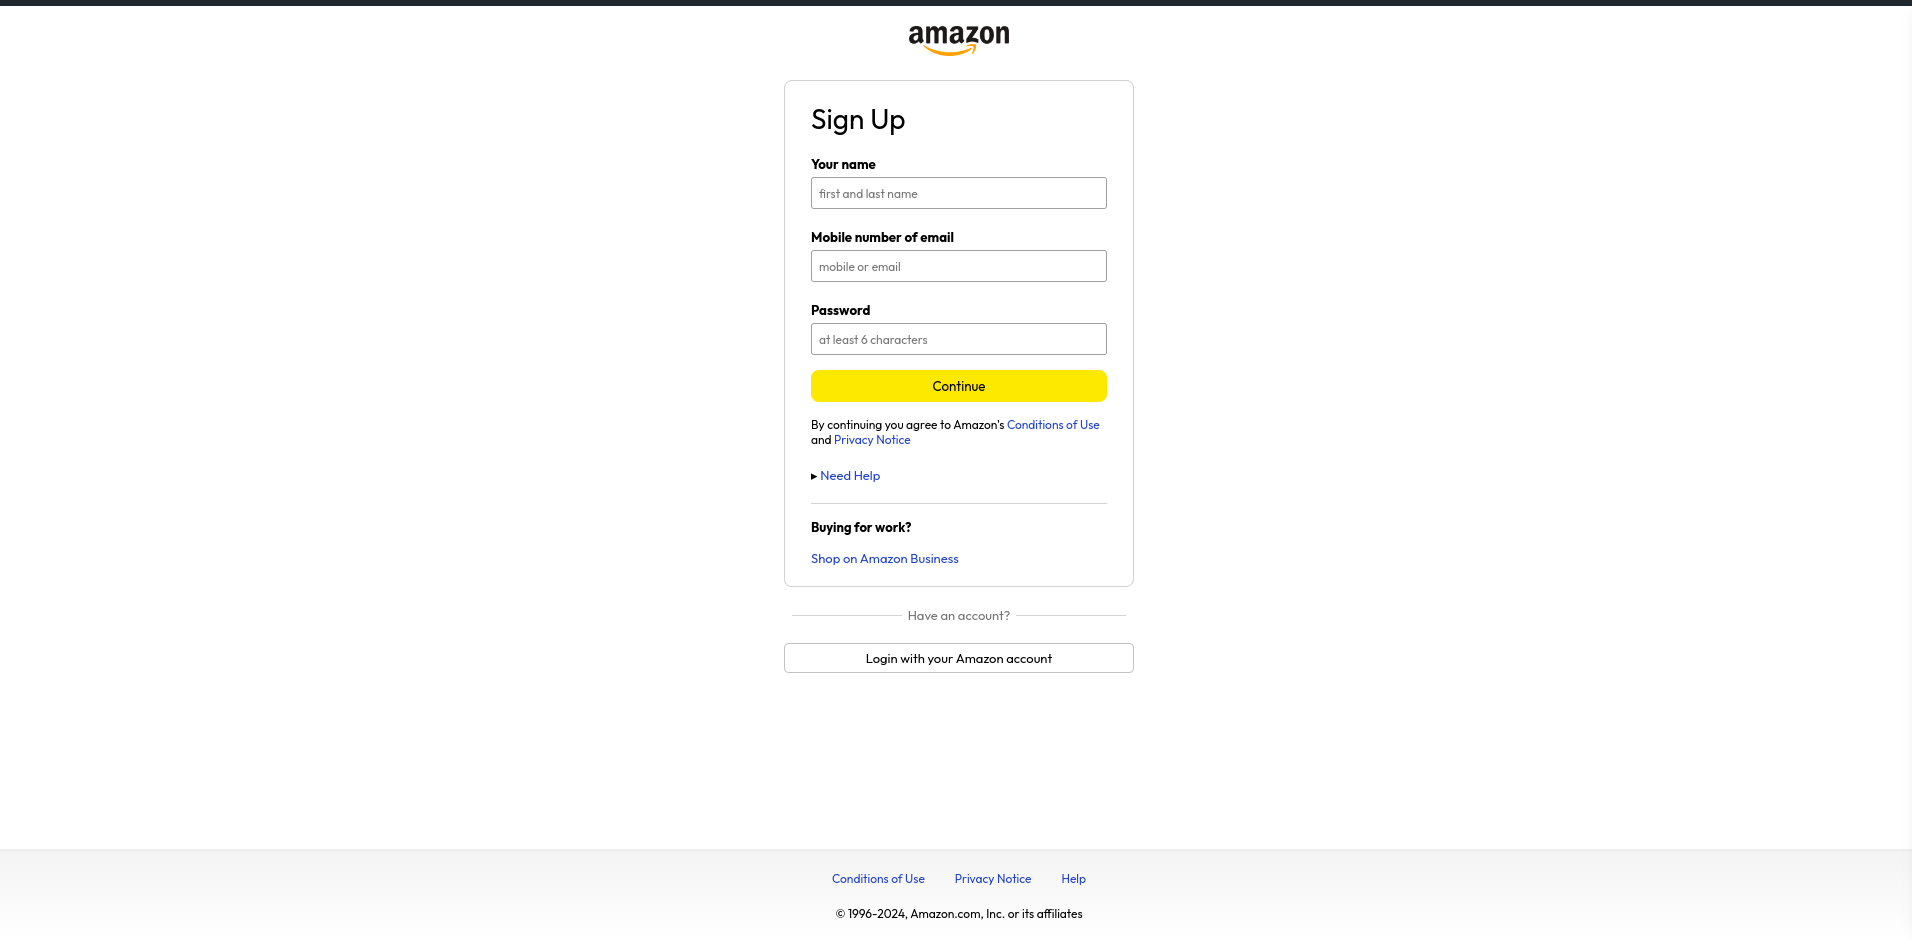 amazon
Sign Up
Your name
first and last name
Mobile number of email
mobile or email
Password
at least 6 characters
Continue
By continuing you agree to Amazon's Conditions of Use
and Privacy Notice
▸ Need Help
Buying for work?
Shop on Amazon Business
Have an account?
Login with your Amazon account
Conditions of Use Privacy Notice Help
© 1996-2024, Amazon.com, Inc. or its affiliates